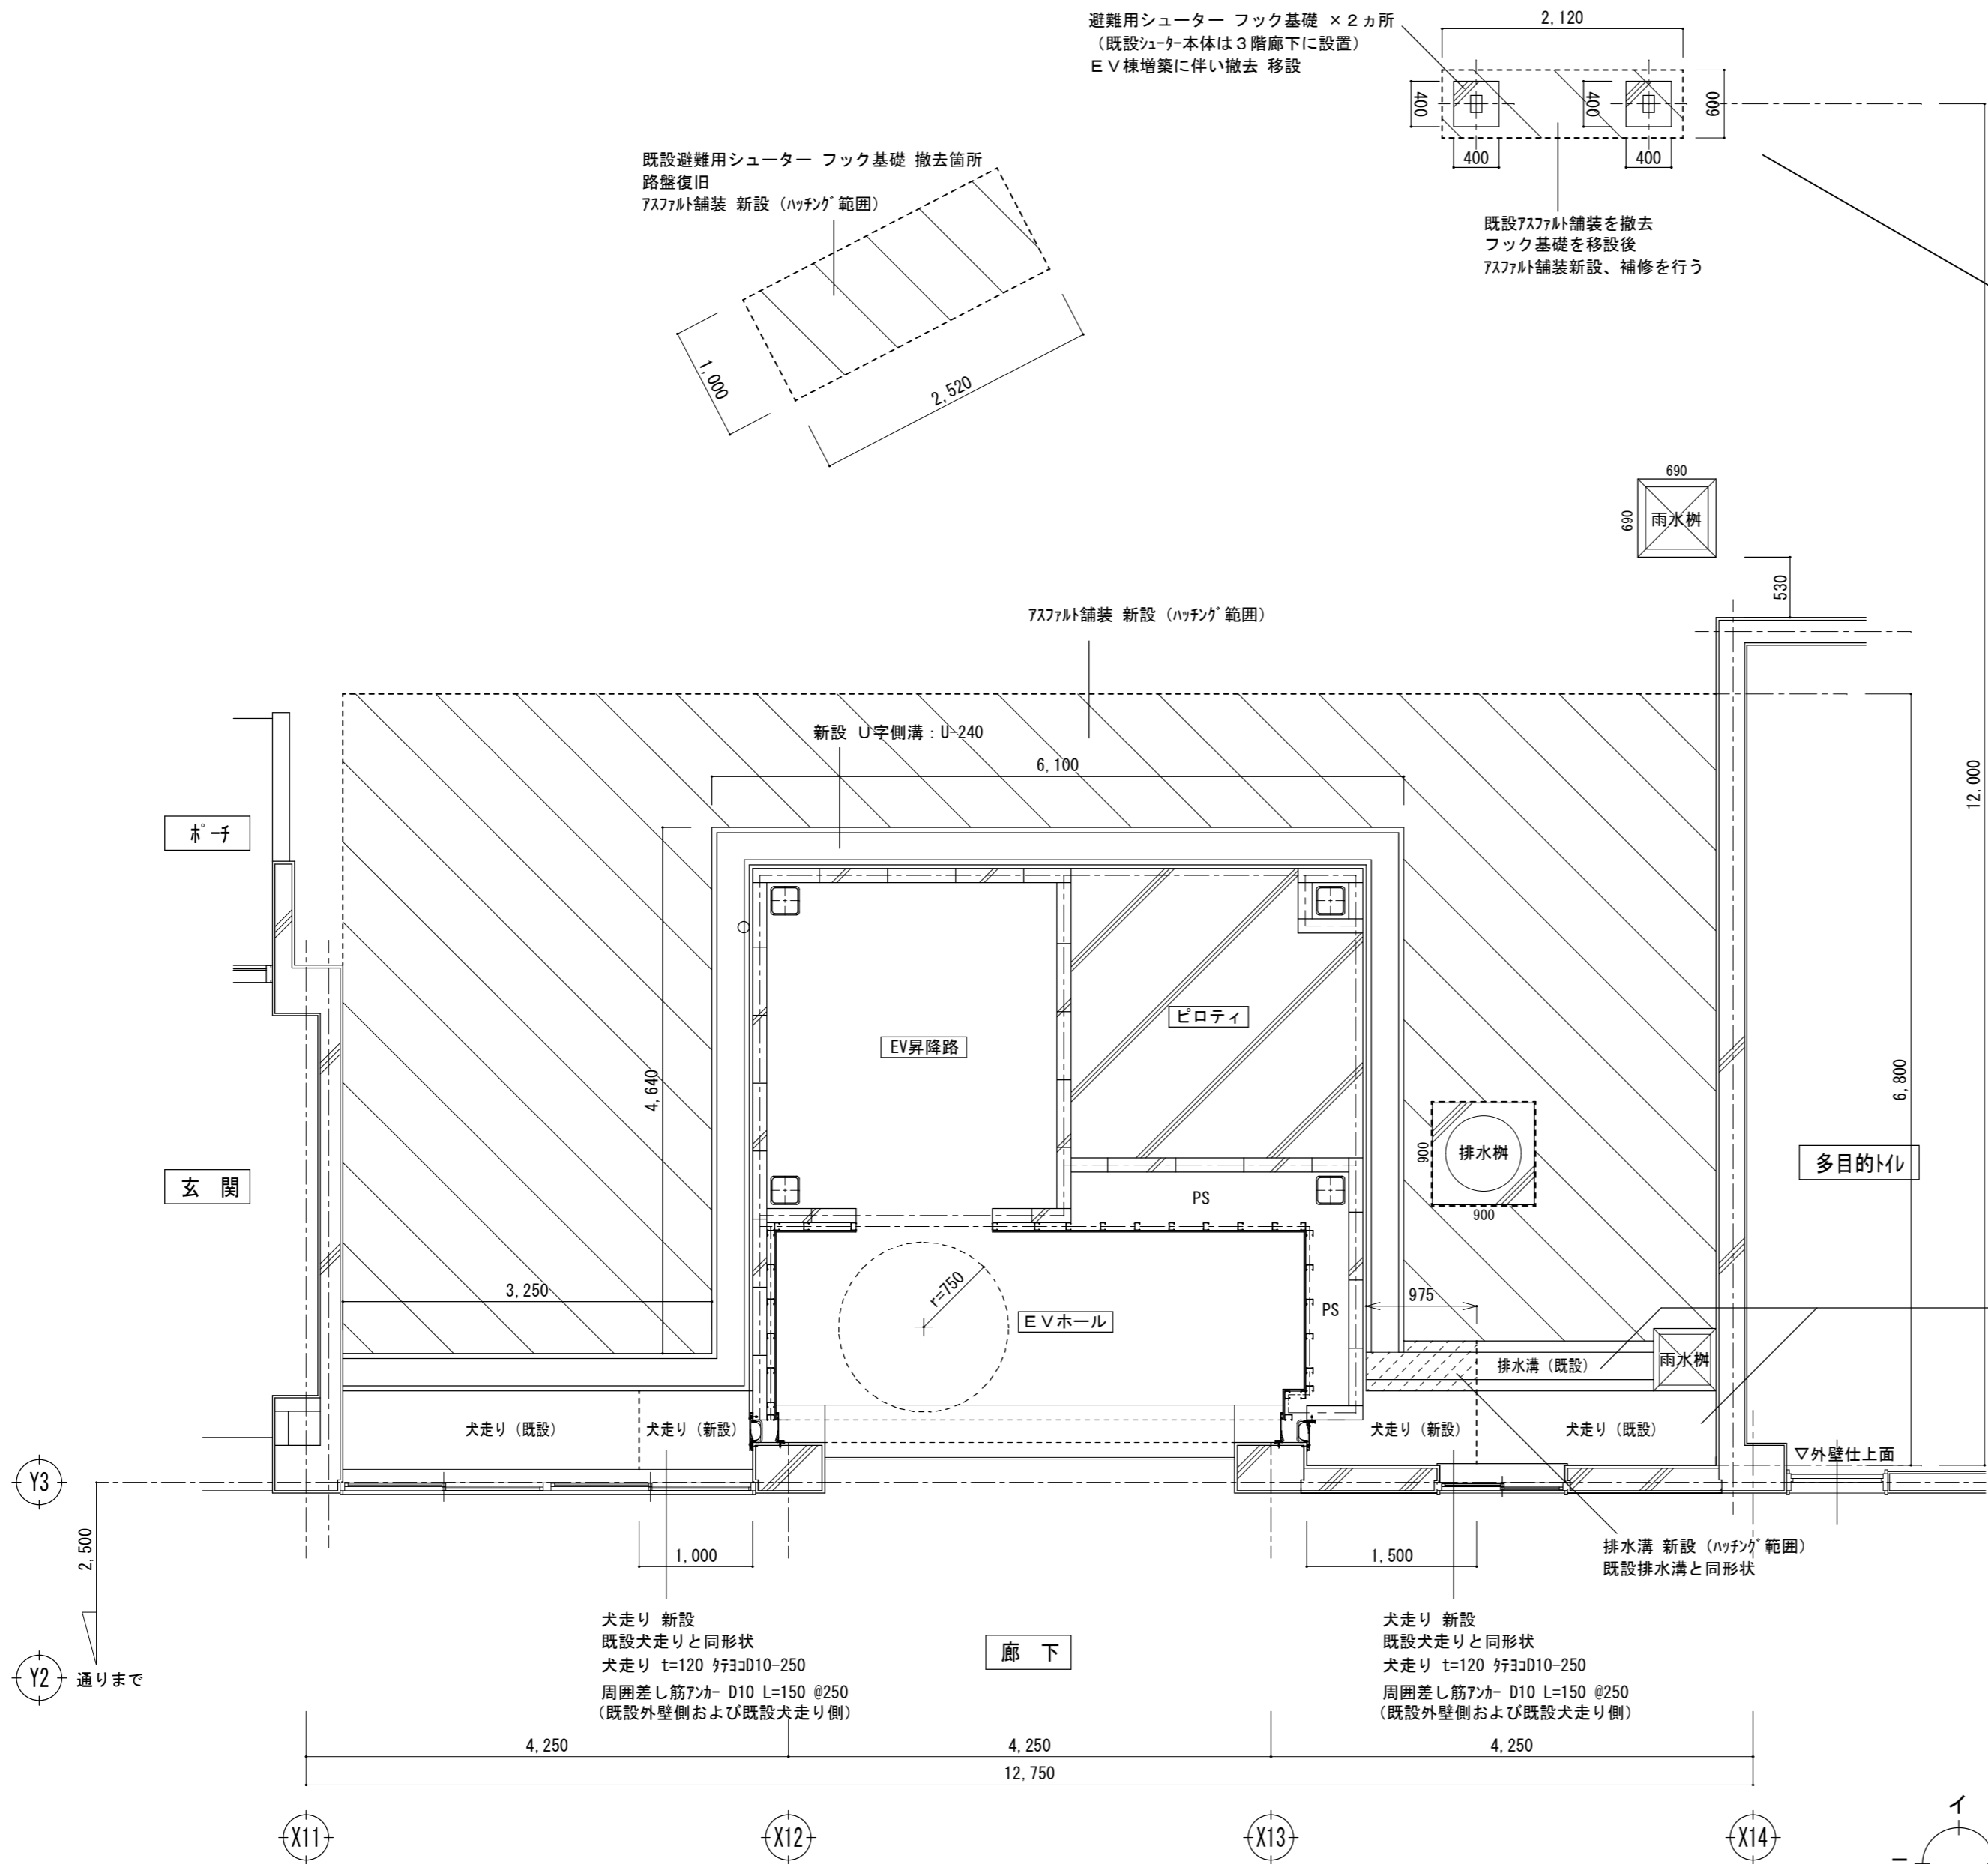 避難用シューター フック基礎 ×２ヵ所
（既設ｼｭｰﾀｰ本体は３階廊下に設置）
ＥＶ棟増築に伴い撤去 移設
2,120
400
400
600
400
400
既設避難用シューター フック基礎 撤去箇所
路盤復旧
ｱｽﾌｧﾙﾄ舗装 新設（ﾊｯﾁﾝｸﾞ範囲）
既設ｱｽﾌｧﾙﾄ舗装を撤去
フック基礎を移設後
ｱｽﾌｧﾙﾄ舗装新設、補修を行う
1,000
2,520
690
690
雨水桝
530
ｱｽﾌｧﾙﾄ舗装 新設（ﾊｯﾁﾝｸﾞ範囲）
新設 U字側溝：U-240
6,100
12,000
ﾎﾟｰﾁ
ピロティ
EV昇降路
4,640
6,800
900
排水桝
900
多目的ﾄｲﾚ
玄 関
PS
3,250
r=750
ＥＶホール
PS
975
排水溝（既設）
雨水桝
犬走り（既設）
犬走り（新設）
犬走り（新設）
犬走り（既設）
▽外壁仕上面
Y3
2,500
1,000
1,500
排水溝 新設（ﾊｯﾁﾝｸﾞ範囲）
既設排水溝と同形状
犬走り 新設
既設犬走りと同形状
犬走り t=120 ﾀﾃﾖｺD10-250
周囲差し筋ｱﾝｶｰ D10 L=150 @250
（既設外壁側および既設犬走り側）
廊 下
犬走り 新設
既設犬走りと同形状
犬走り t=120 ﾀﾃﾖｺD10-250
周囲差し筋ｱﾝｶｰ D10 L=150 @250
（既設外壁側および既設犬走り側）
Y2
通りまで
4,250
4,250
4,250
12,750
X11
X12
X13
X14
イ